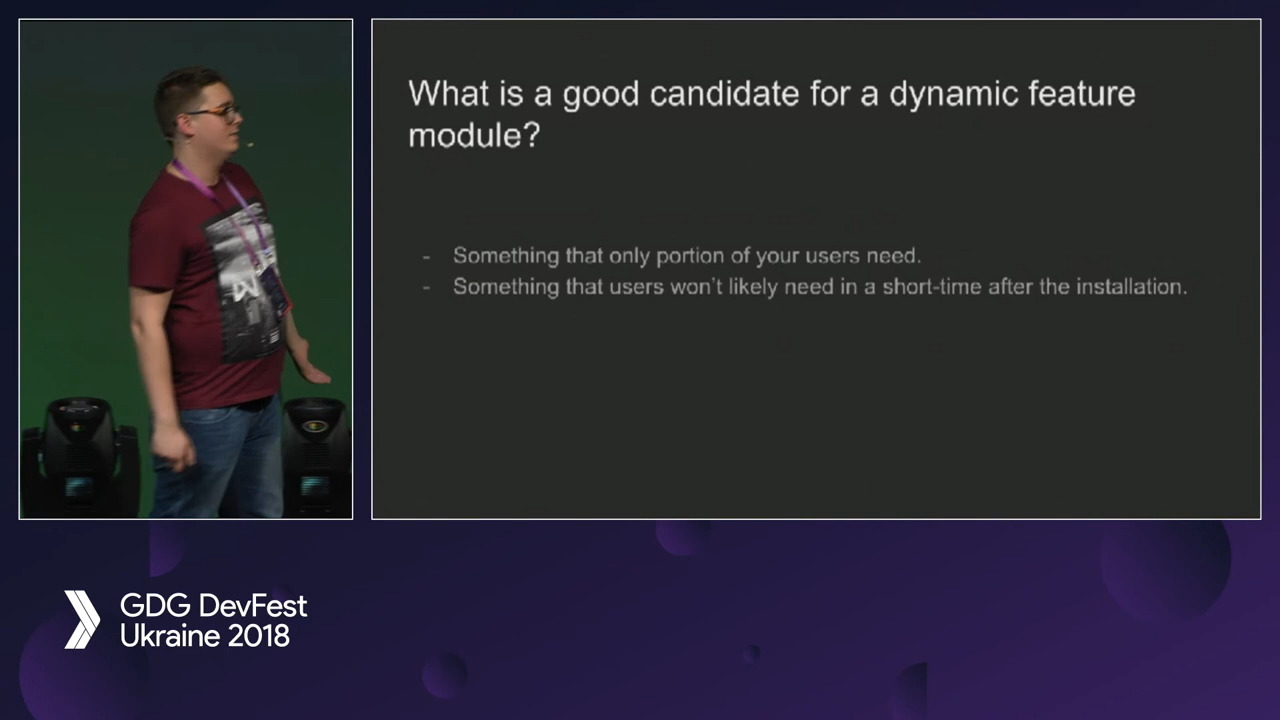 What is a good candidate for a dynamic feature
module?
- Something that only portion of your users need.
- Something that users won't likely need in a short-time after the installation.
GDG DevFest
Ukraine 2018